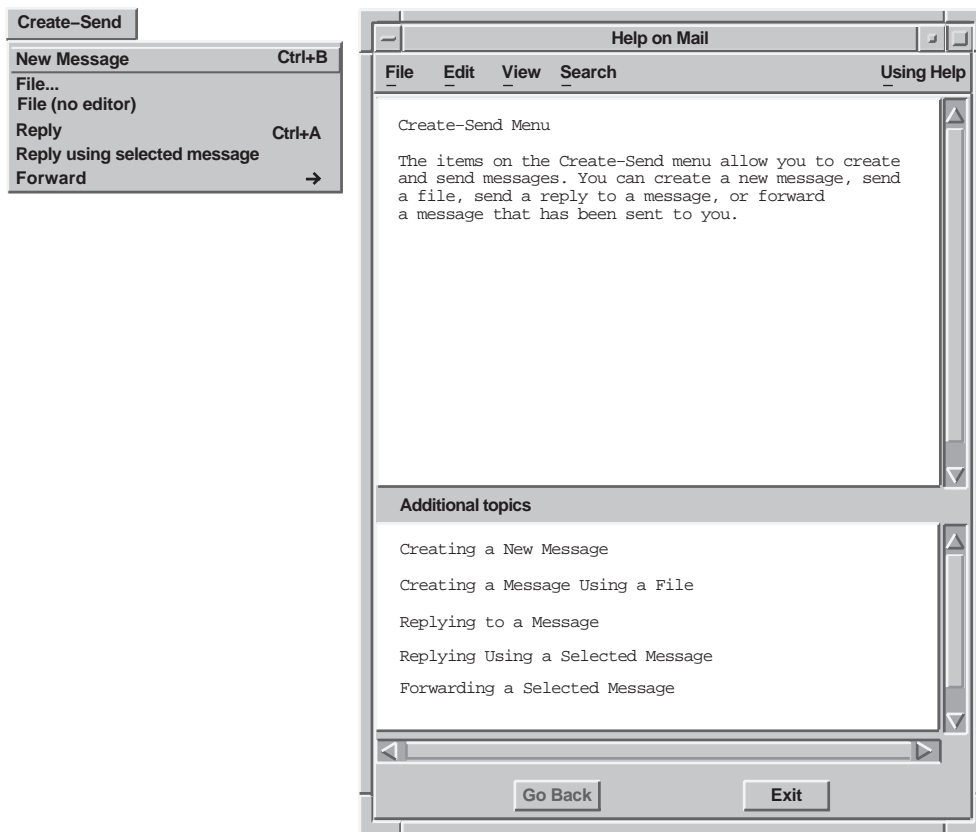 Create–Send
New Message Ctrl+B
File...
File (no editor)
Reply Ctrl+A
Reply using selected message
Forward →
Help on Mail
File Edit View Search Using Help
Create–Send Menu
The items on the Create–Send menu allow you to create
and send messages. You can create a new message, send
a file, send a reply to a message, or forward
a message that has been sent to you.
Additional topics
Creating a New Message
Creating a Message Using a File
Replying to a Message
Replying Using a Selected Message
Forwarding a Selected Message
Go Back Exit